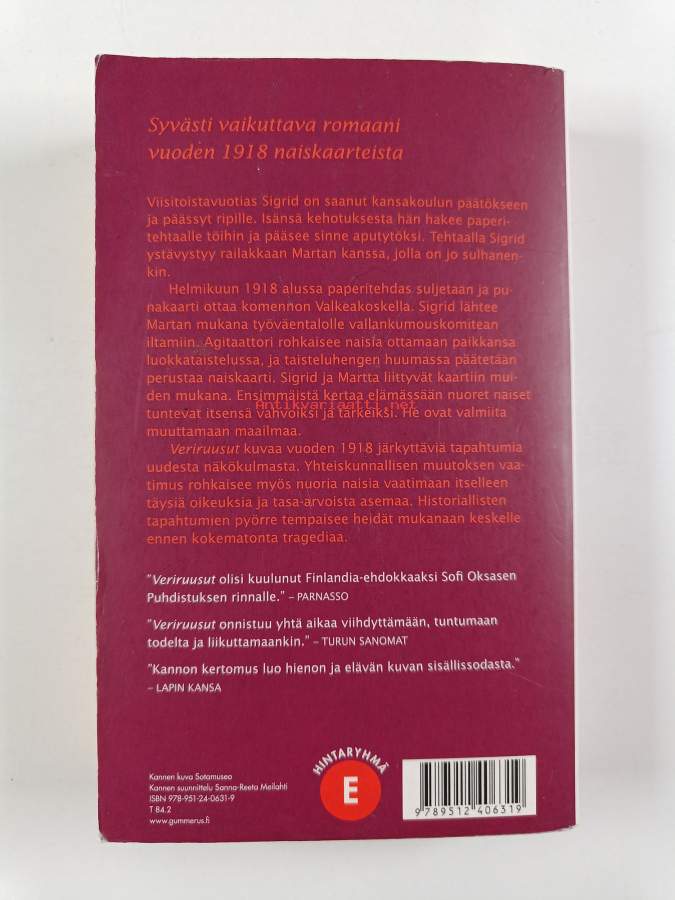 Syvästi vaikuttava romaani
vuoden 1918 naiskaarteista
Viisitoistavuotias Sigrid on saanut kansakoulun päätökseen
ja päässyt ripille. Isänsä kehotuksesta hän hakee paperi-
tehtaalle töihin ja pääsee sinne aputytöksi. Tehtaalla Sigrid
ystävystyy railakkaan Martan kanssa, jolla on jo sulhanen-
kin.
Helmikuun 1918 alussa paperitehdas suljetaan ja pu-
nakaarti ottaa komennon Valkeakoskella. Sigrid lähtee
Martan mukana työväentalolle vallankumouskomitean
iltamiin. Agitaattori rohkaisee naisia ottamaan paikkansa
luokkataistelussa, ja taisteluhengen huumassa päätetään
perustaa naiskaarti. Sigrid ja Martta liittyvät kaartiin mui-
den mukana. Ensimmäistä kertaa elämässään nuoret naiset
tuntevat itsensä vahvoiksi ja tärkeiksi. He ovat valmiita
muuttamaan maailmaa.
Antikvariaatti.net
Veriruusut kuvaa vuoden 1918 järkyttäviä tapahtumia
uudesta näkökulmasta. Yhteiskunnallisen muutoksen vaa-
timus rohkaisee myös nuoria naisia vaatimaan itselleen
täysiä oikeuksia ja tasa-arvoista asemaa. Historiallisten
tapahtumien pyörre tempaisee heidät mukanaan keskelle
ennen kokematonta tragediaa.
"Veriruusut olisi kuulunut Finlandia-ehdokkaaksi Sofi Oksasen
Puhdistuksen rinnalle." – PARNASSO
"Veriruusut onnistuu yhtä aikaa viihdyttämään, tuntumaan
todelta ja liikuttamaankin." – TURUN SANOMAT
"Kannon kertomus luo hienon ja elävän kuvan sisällissodasta."
– LAPIN KANSA
Kannen kuva Sotamuseo
Kannen suunnittelu Sanna-Reeta Meilahti
ISBN 978-951-24-0631-9
T 84.2
www.gummerus.fi
HINTARYHMÄ
E
9 789512 406319